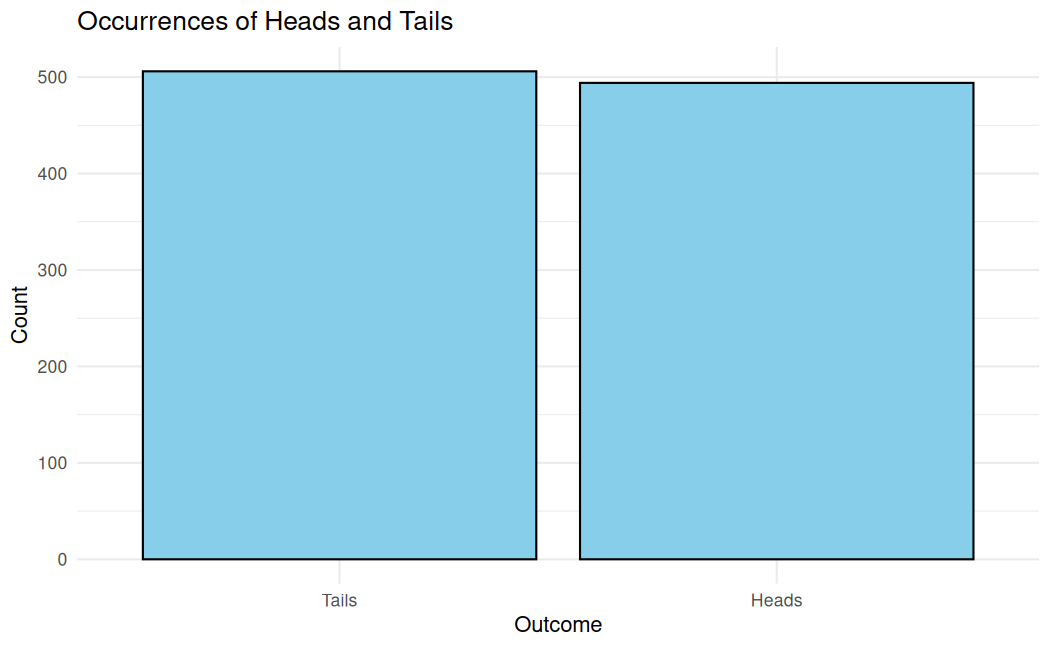 Occurrences of Heads and Tails
500
400
300
200
100
0
Count
Tails
Heads
Outcome